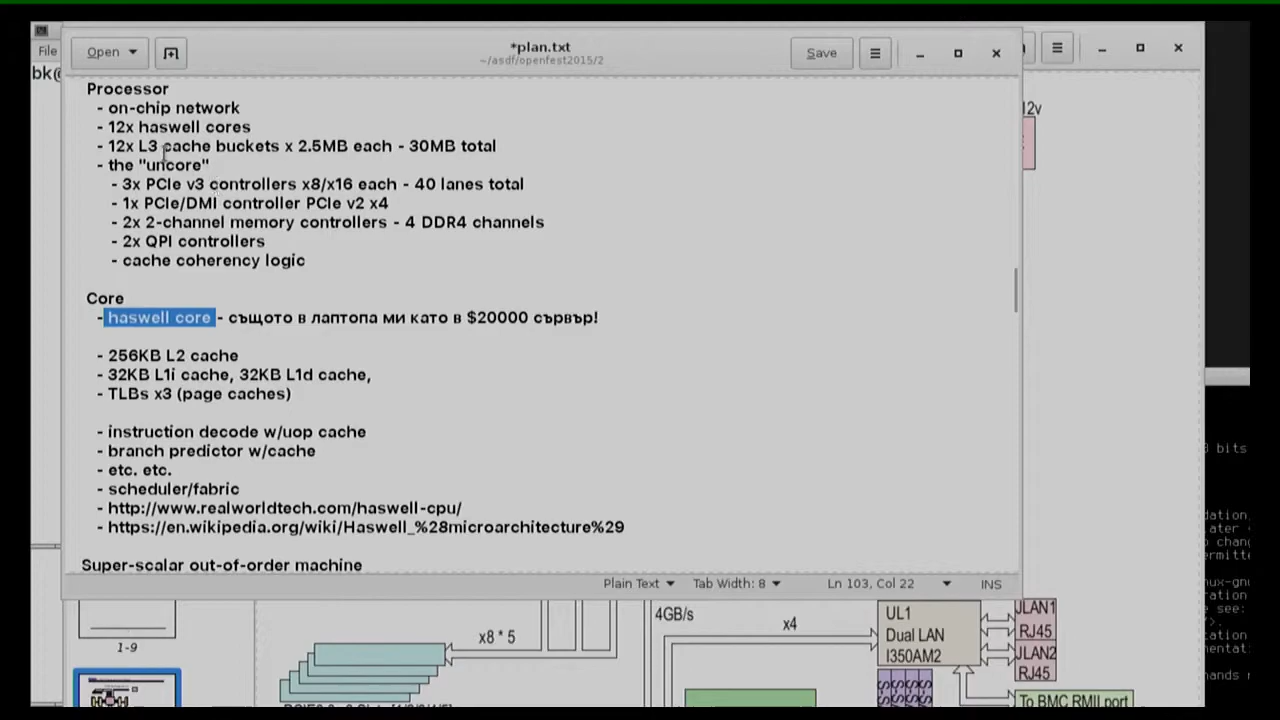 File
bk@
Open
*plan.txt
~/asdf/openfest2015/2
Save
Processor
- on-chip network
- 12x haswell cores
- 12x L3 cache buckets x 2.5MB each - 30MB total
- the "uncore"
- 3x PCIe v3 controllers x8/x16 each - 40 lanes total
- 1x PCIe/DMI controller PCIe v2 x4
- 2x 2-channel memory controllers - 4 DDR4 channels
- 2x QPI controllers
- cache coherency logic
Core
- haswell core - същото в лаптопа ми като в $20000 сървър!
- 256KB L2 cache
- 32KB L1i cache, 32KB L1d cache,
- TLBs x3 (page caches)
- instruction decode w/uop cache
- branch predictor w/cache
- etc. etc.
- scheduler/fabric
- http://www.realworldtech.com/haswell-cpu/
- https://en.wikipedia.org/wiki/Haswell_%28microarchitecture%29
Super-scalar out-of-order machine
Plain Text Tab Width: 8 Ln 103, Col 22 INS
12v
bits
1-9
x8 * 5
4GB/s
x4
UL1
Dual LAN
I350AM2
JLAN1
RJ45
JLAN2
RJ45
To BMC RMII port